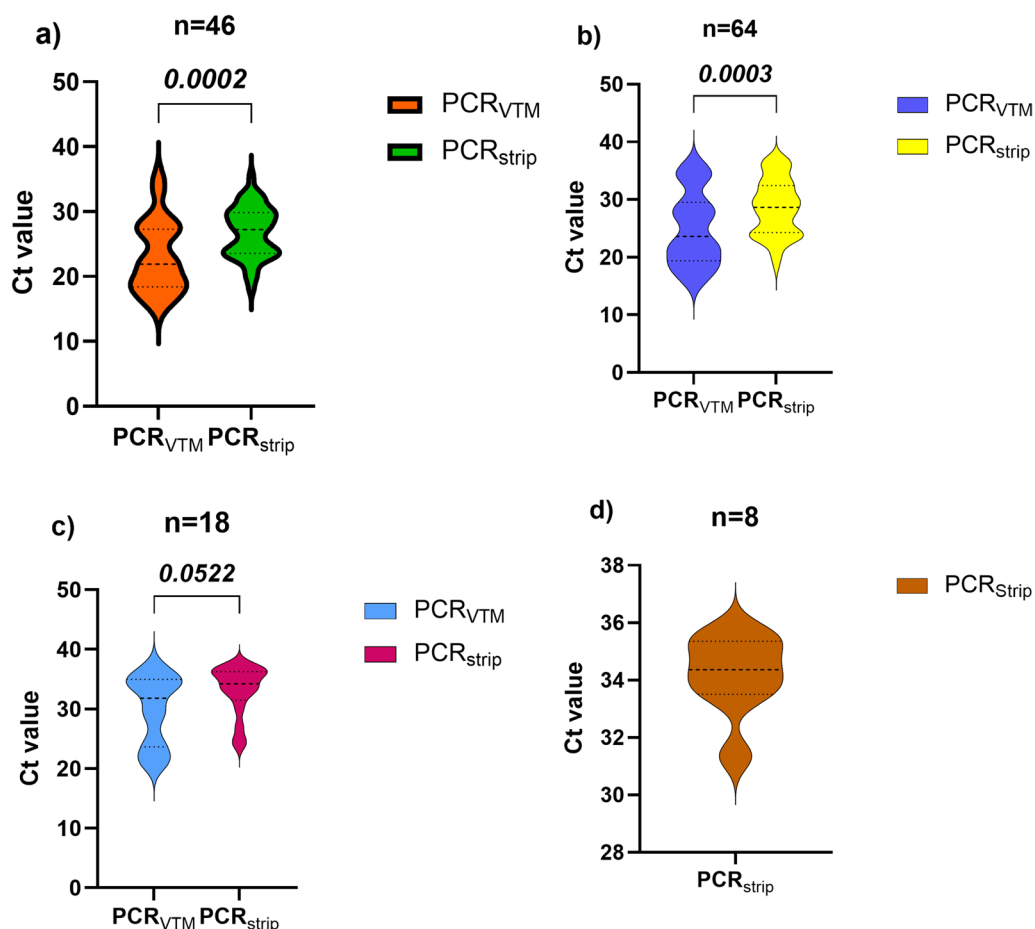 a)
n=46
0.0002
50
40
30
20
10
0
Ct value
PCRVTM PCRstrip
PCRVTM
PCRstrip
b)
n=64
0.0003
50
40
30
20
10
0
Ct value
PCRVTM PCRstrip
PCRVTM
PCRstrip
c)
n=18
0.0522
50
40
30
20
10
0
Ct value
PCRVTM PCRstrip
PCRVTM
PCRstrip
d)
n=8
38
36
34
32
30
28
Ct value
PCRstrip
PCRStrip